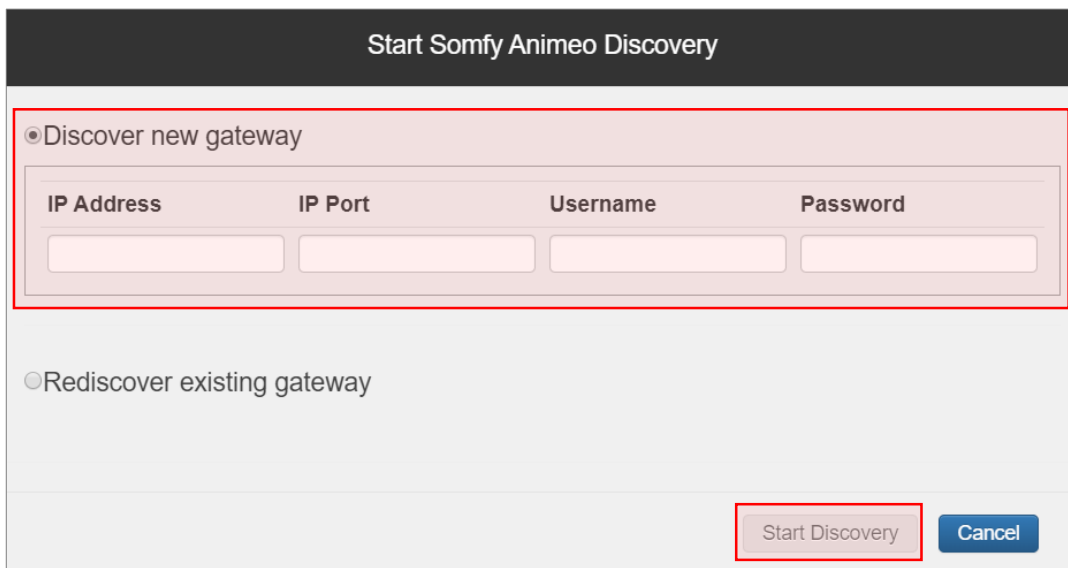 Start Somfy Animeo Discovery
Discover new gateway
IP Address IP Port Username Password
Rediscover existing gateway
Start Discovery Cancel